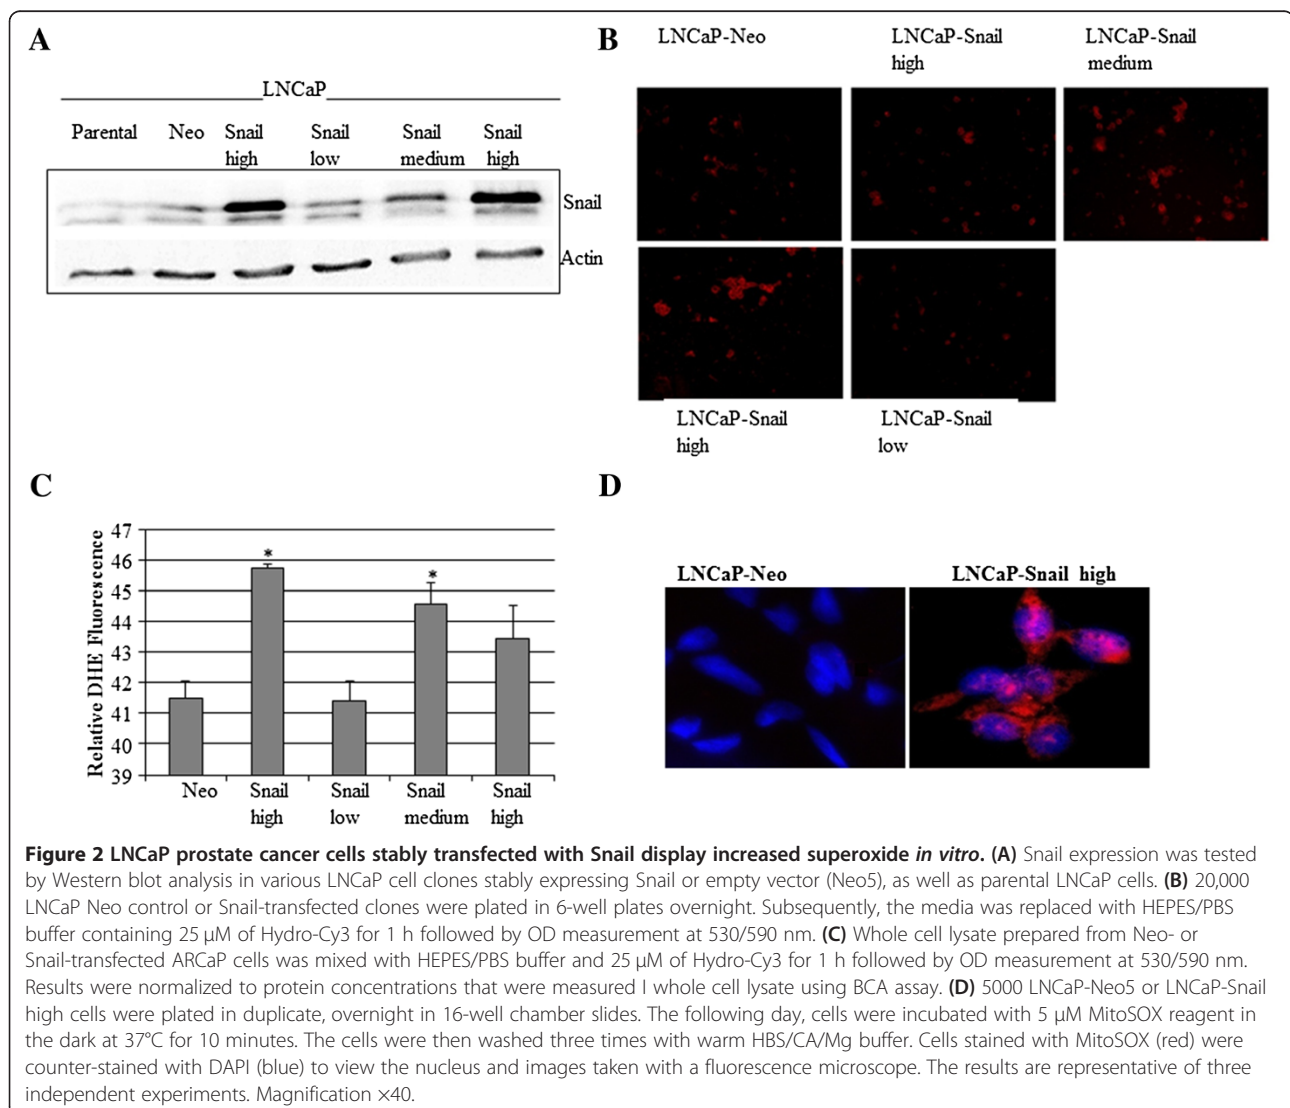 A
LNCaP
Parental Neo Snail high Snail low Snail medium Snail high
Snail
Actin
B
LNCaP-Neo
LNCaP-Snail high
LNCaP-Snail medium
LNCaP-Snail high
LNCaP-Snail low
C
Relative DHE Fluorescence
47
46
45
44
43
42
41
40
39
*
*
Neo Snail high Snail low Snail medium Snail high
D
LNCaP-Neo
LNCaP-Snail high
Figure 2 LNCaP prostate cancer cells stably transfected with Snail display increased superoxide in vitro. (A) Snail expression was tested
by Western blot analysis in various LNCaP cell clones stably expressing Snail or empty vector (Neo5), as well as parental LNCaP cells. (B) 20,000
LNCaP Neo control or Snail-transfected clones were plated in 6-well plates overnight. Subsequently, the media was replaced with HEPES/PBS
buffer containing 25 μM of Hydro-Cy3 for 1 h followed by OD measurement at 530/590 nm. (C) Whole cell lysate prepared from Neo- or
Snail-transfected ARCaP cells was mixed with HEPES/PBS buffer and 25 μM of Hydro-Cy3 for 1 h followed by OD measurement at 530/590 nm.
Results were normalized to protein concentrations that were measured I whole cell lysate using BCA assay. (D) 5000 LNCaP-Neo5 or LNCaP-Snail
high cells were plated in duplicate, overnight in 16-well chamber slides. The following day, cells were incubated with 5 μM MitoSOX reagent in
the dark at 37°C for 10 minutes. The cells were then washed three times with warm HBS/CA/Mg buffer. Cells stained with MitoSOX (red) were
counter-stained with DAPI (blue) to view the nucleus and images taken with a fluorescence microscope. The results are representative of three
independent experiments. Magnification ×40.